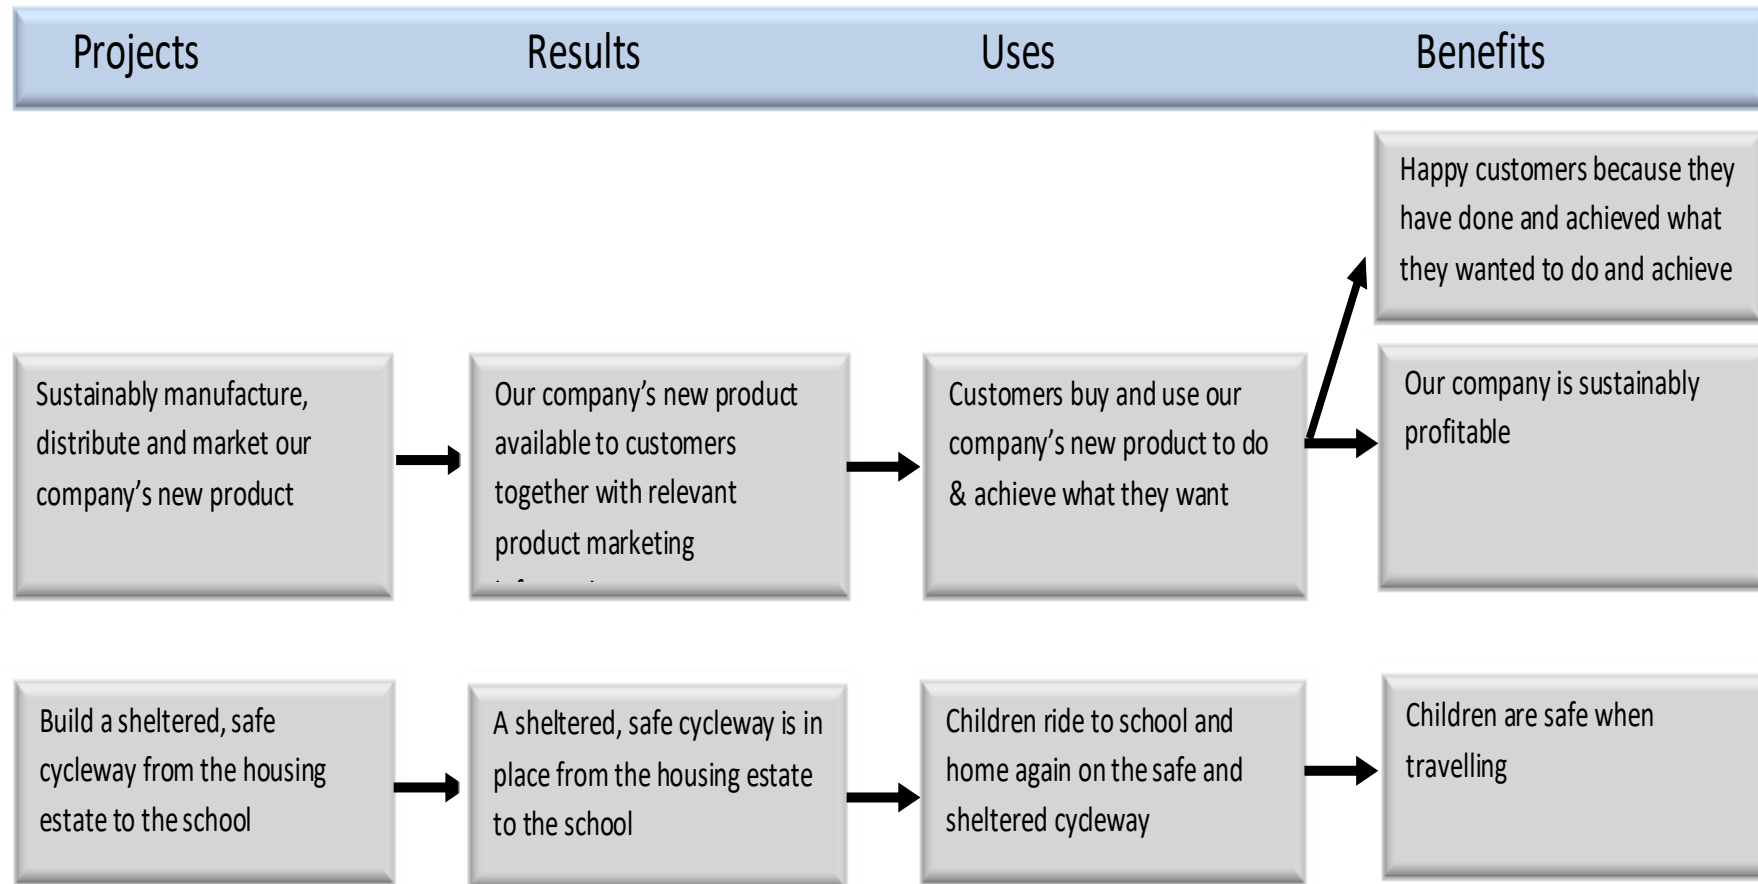 Projects Results Uses Benefits
Happy customers because they
have done and achieved what
they wanted to do and achieve
Sustainably manufacture,
distribute and market our
company's new product
Our company's new product
available to customers
together with relevant
product marketing
Customers buy and use our
company's new product to do
& achieve what they want
Our company is sustainably
profitable
Build a sheltered, safe
cycleway from the housing
estate to the school
A sheltered, safe cycleway is in
place from the housing estate
to the school
Children ride to school and
home again on the safe and
sheltered cycleway
Children are safe when
travelling